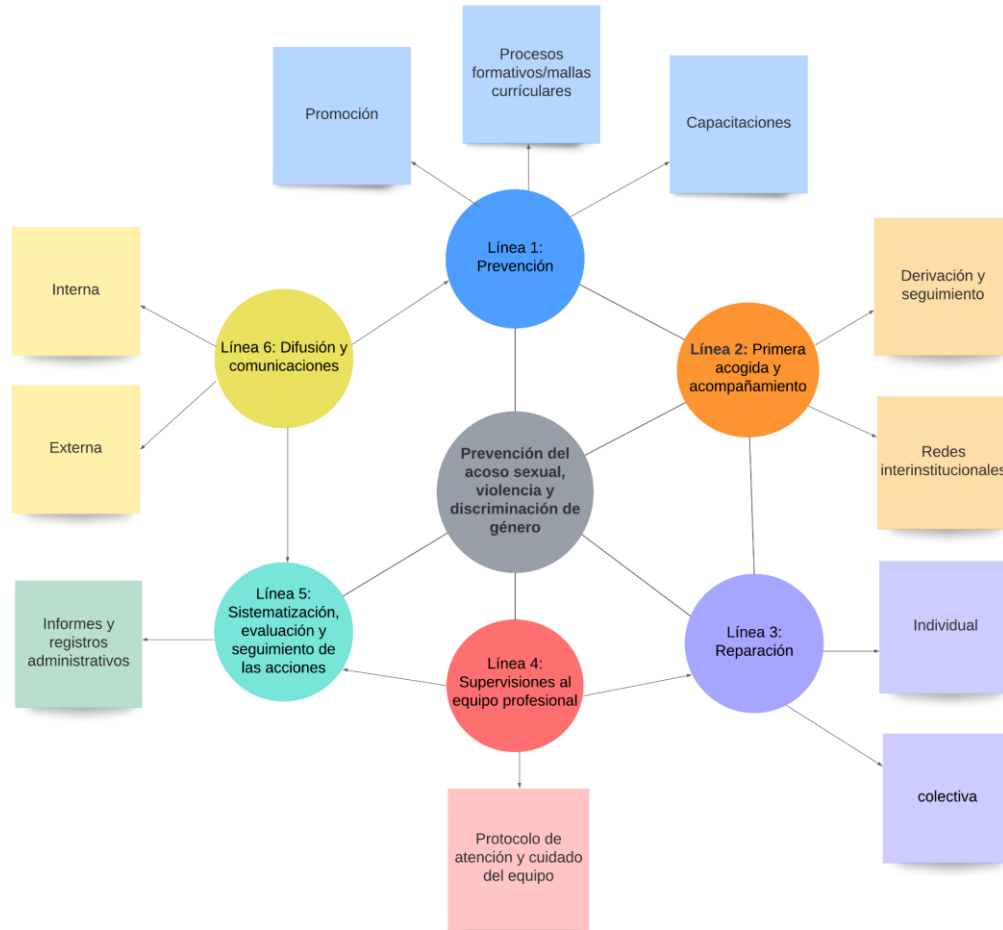 Promoción
Procesos
formativos/mallas
currículares
Capacitaciones
Línea 1:
Prevención
Interna
Línea 6: Difusión y
comunicaciones
Externa
Derivación y
seguimiento
Línea 2: Primera
acogida y
acompañamiento
Redes
interinstitucionales
Prevención del
acoso sexual,
violencia y
discriminación de
género
Informes y
registros
administrativos
Línea 5:
Sistematización,
evaluación y
seguimiento de
las acciones
Línea 4:
Supervisiones al
equipo profesional
Línea 3:
Reparación
Individual
colectiva
Protocolo de
atención y cuidado
del equipo